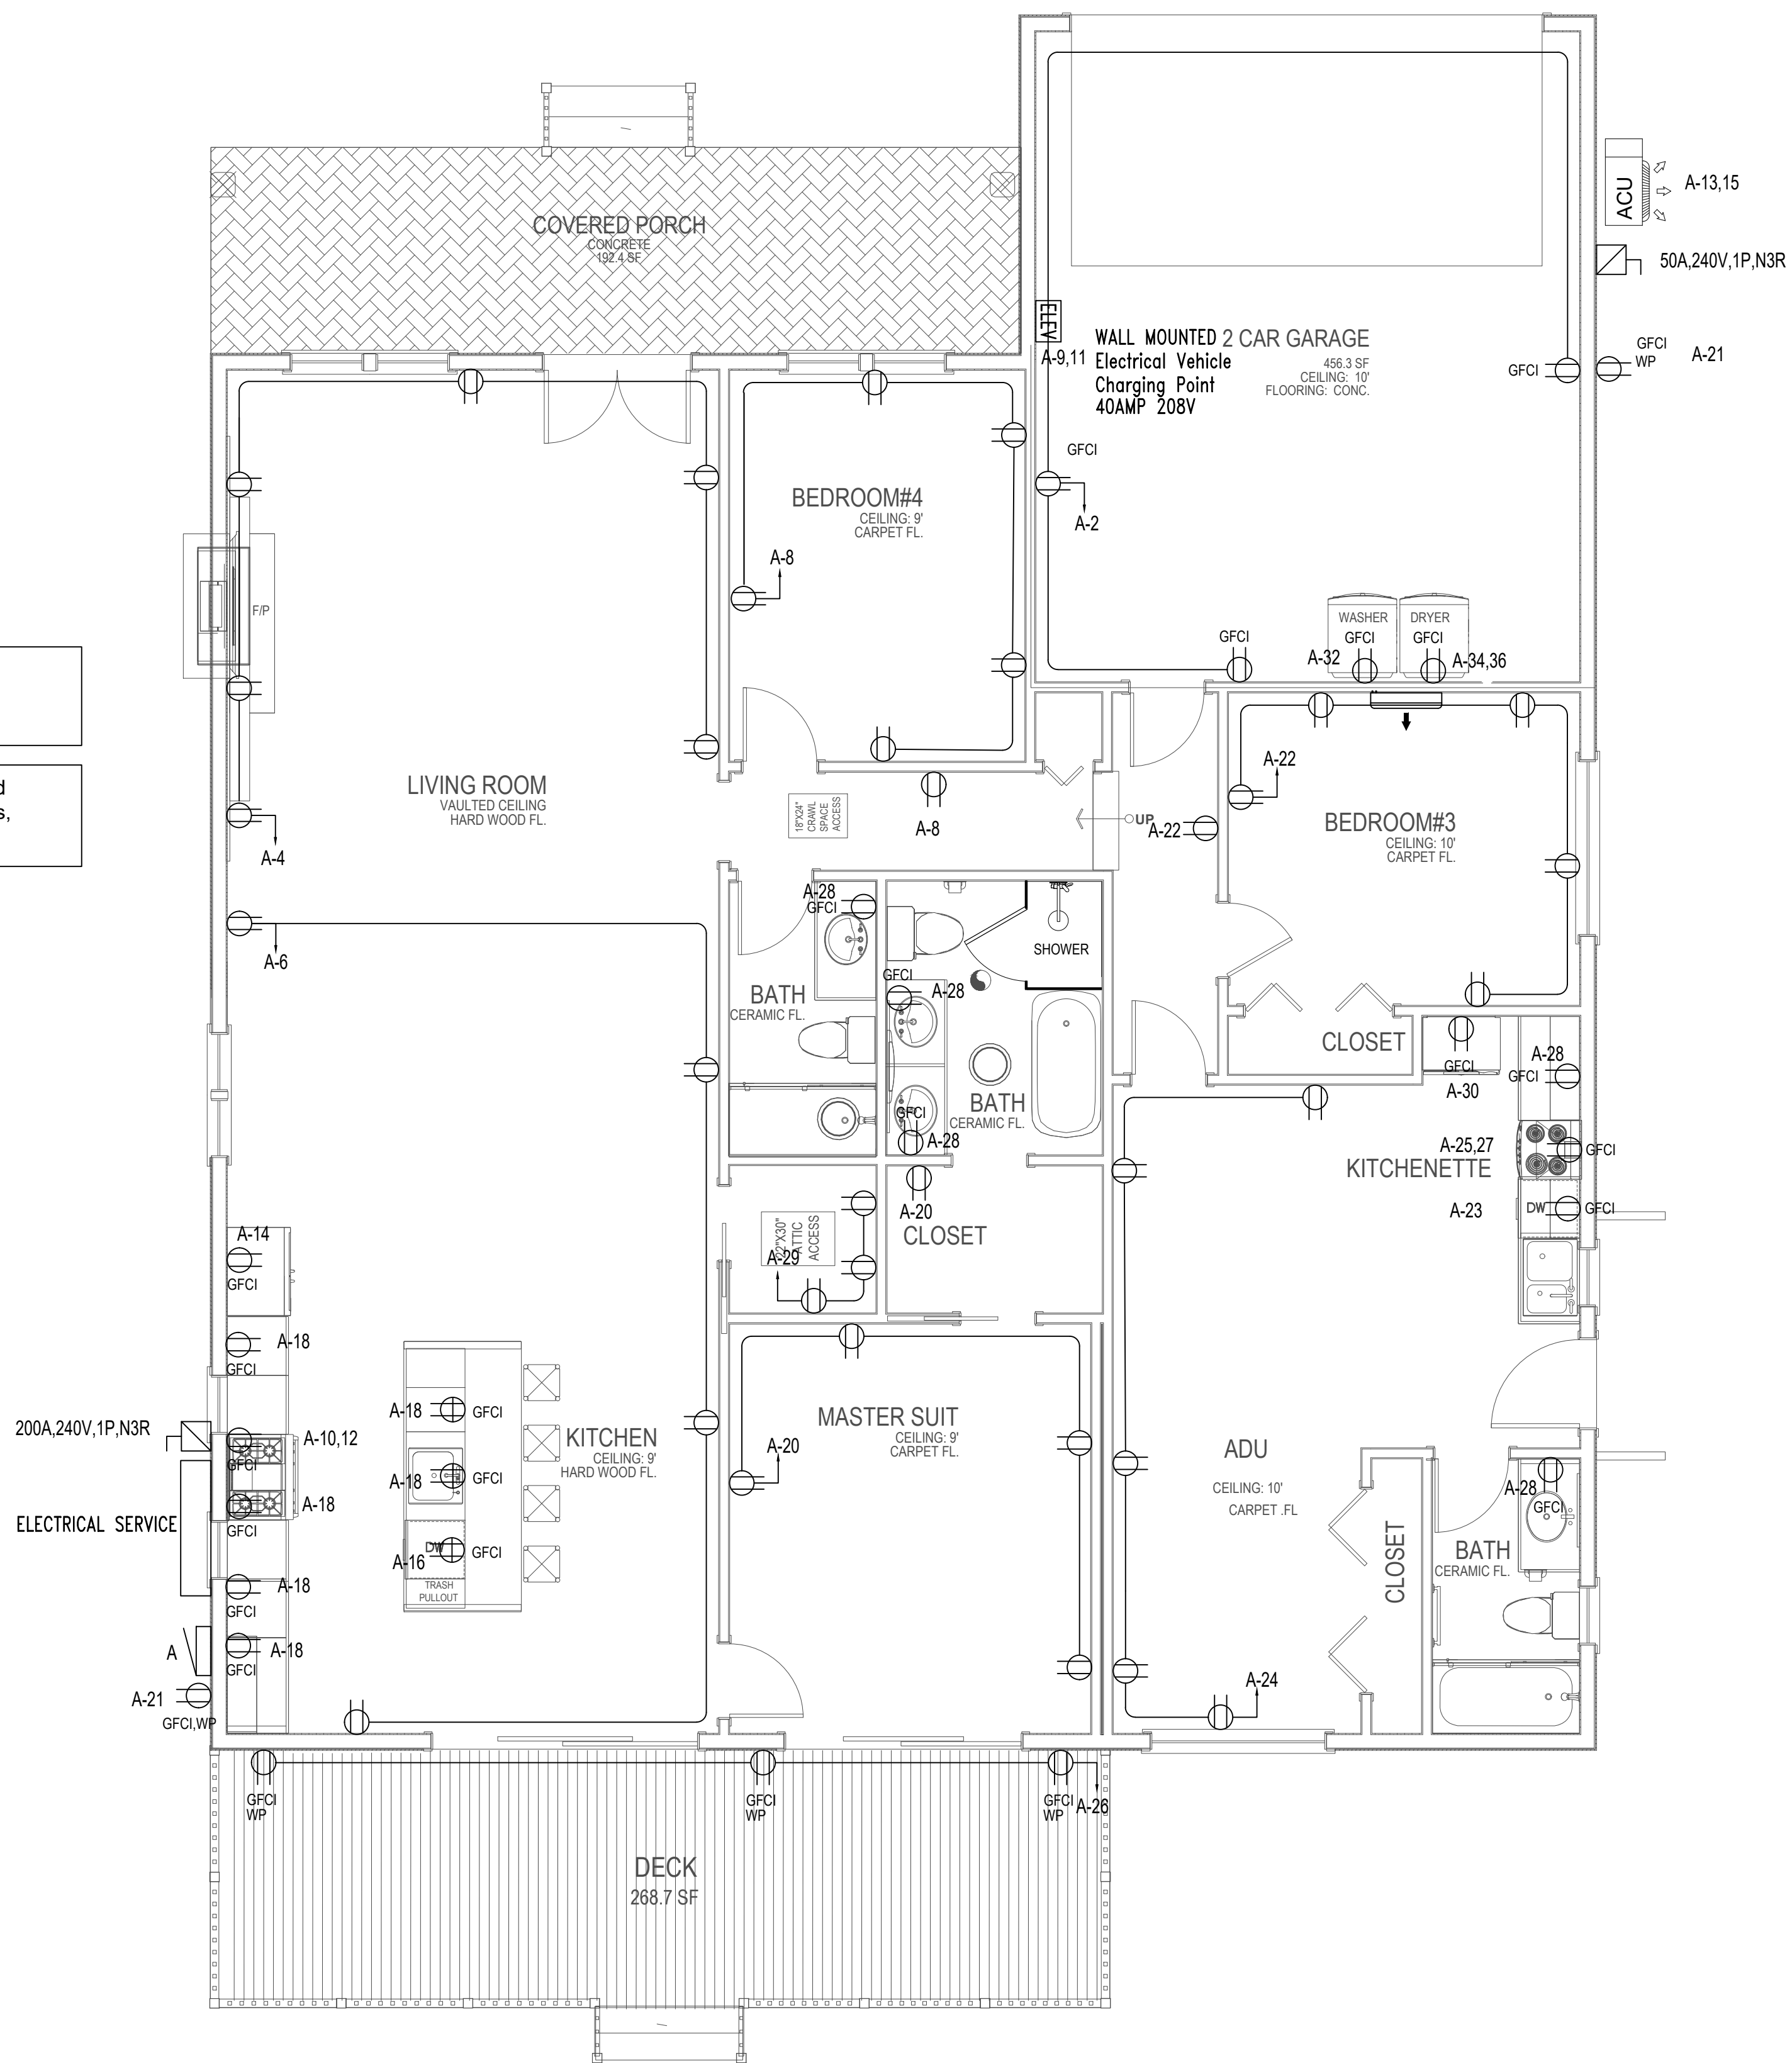 COVERED PORCH
CONCRETE
192.4 SF
ACU
A-13,15
50A,240V,1P,N3R
ELEV
A-9,11
WALL MOUNTED
Electrical Vehicle
Charging Point
40AMP 208V
2 CAR GARAGE
456.3 SF
CEILING: 10'
FLOORING: CONC.
GFCI
GFCI
WP
A-21
GFCI
A-2
BEDROOM#4
CEILING: 9'
CARPET FL.
A-8
F/P
GFCI
WASHER
GFCI
A-32
DRYER
GFCI
A-34,36
LIVING ROOM
VAULTED CEILING
HARD WOOD FL.
A-4
18"X24"
CRAWL
SPACE
ACCESS
A-8
UP
A-22
A-22
BEDROOM#3
CEILING: 10'
CARPET FL.
A-6
A-28
GFCI
BATH
CERAMIC FL.
SHOWER
GFCI
A-28
BATH
CERAMIC FL.
GFCI
A-28
CLOSET
GFCI
A-30
A-28
GFCI
A-25,27
GFCI
KITCHENETTE
A-23
DW
GFCI
A-20
CLOSET
22"X30"
ATTIC
ACCESS
A-29
A-14
GFCI
A-18
GFCI
200A,240V,1P,N3R
A-10,12
GFCI
A-18
GFCI
ELECTRICAL SERVICE
A-18
GFCI
A-18
GFCI
A
A-21
GFCI,WP
A-18
GFCI
A-18
GFCI
DW
A-16
GFCI
TRASH
PULLOUT
KITCHEN
CEILING: 9'
HARD WOOD FL.
MASTER SUIT
CEILING: 9'
CARPET FL.
A-20
ADU
CEILING: 10'
CARPET .FL
A-24
CLOSET
A-28
GFCI
BATH
CERAMIC FL.
GFCI
WP
GFCI
WP
GFCI
WP
A-26
DECK
268.7 SF